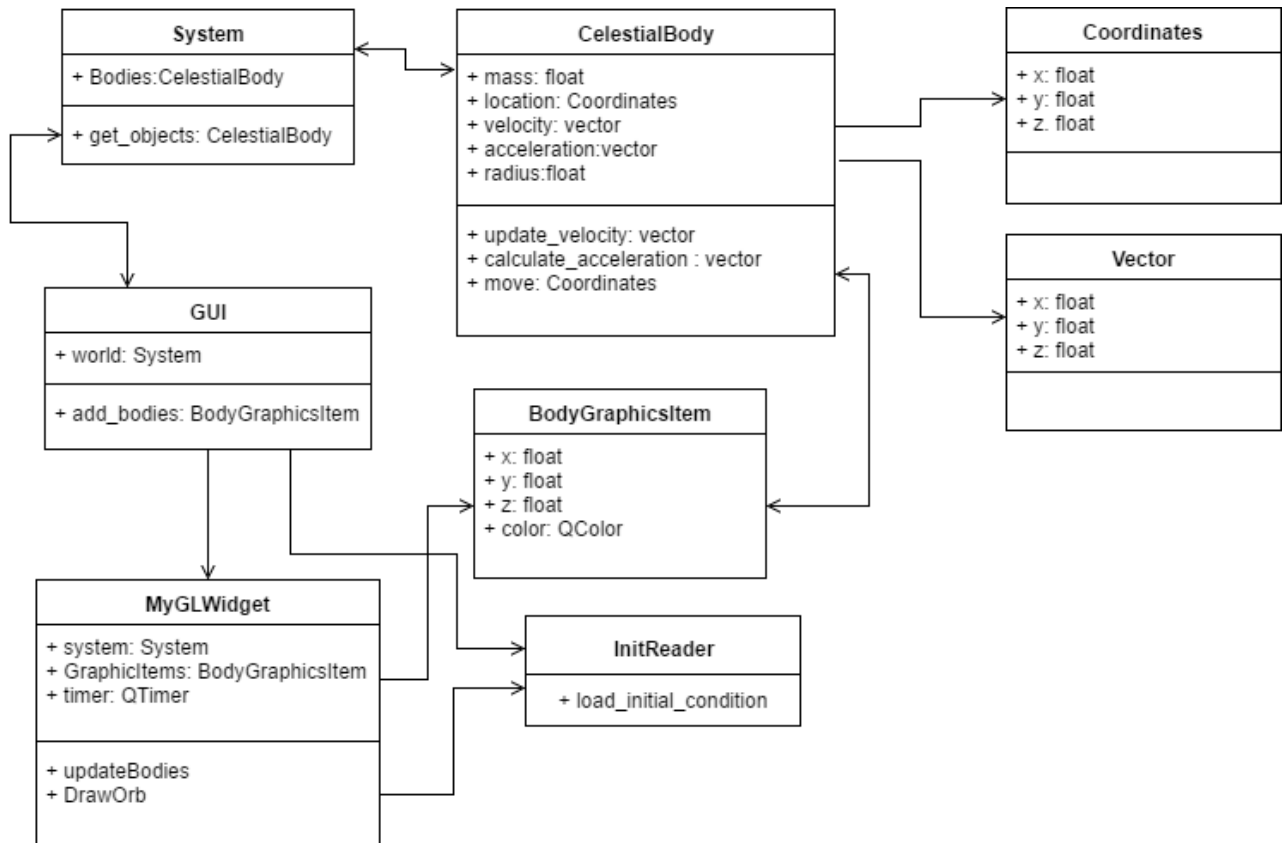 System
+ Bodies:CelestialBody
+ get_objects: CelestialBody
CelestialBody
+ mass: float
+ location: Coordinates
+ velocity: vector
+ acceleration:vector
+ radius:float
+ update_velocity: vector
+ calculate_acceleration : vector
+ move: Coordinates
Coordinates
+ x: float
+ y: float
+ z. float
Vector
+ x: float
+ y: float
+ z: float
GUI
+ world: System
+ add_bodies: BodyGraphicsItem
BodyGraphicsItem
+ x: float
+ y: float
+ z: float
+ color: QColor
MyGLWidget
+ system: System
+ GraphicItems: BodyGraphicsItem
+ timer: QTimer
+ updateBodies
+ DrawOrb
InitReader
+ load_initial_condition